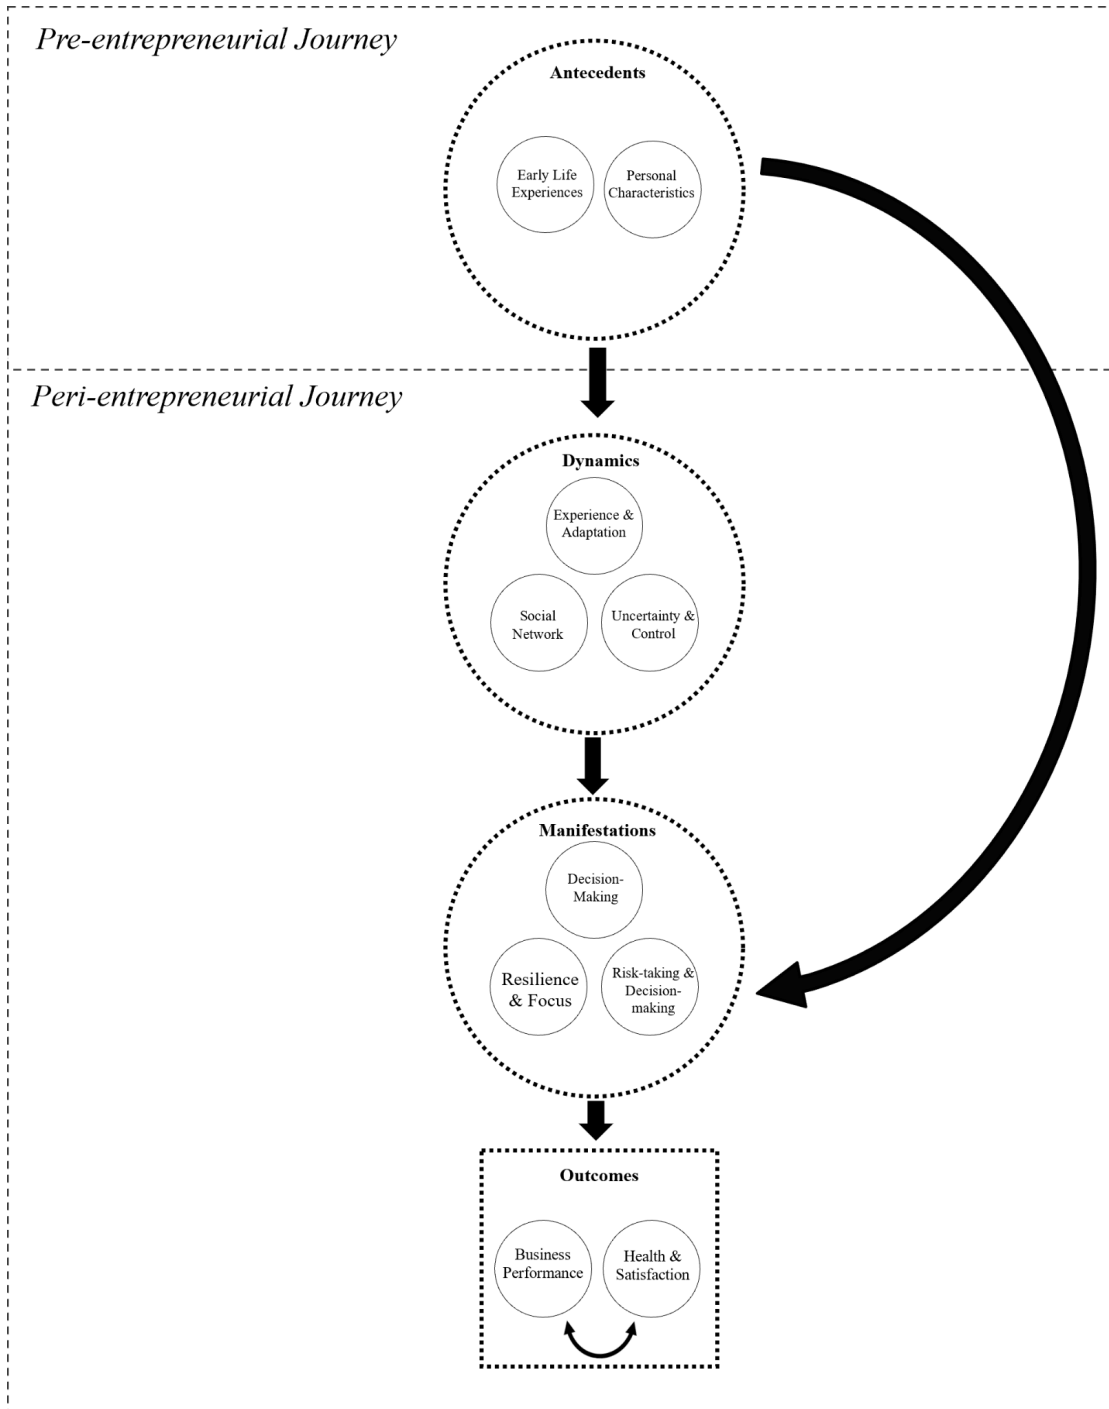 Pre-entrepreneurial Journey
Antecedents
Early Life
Experiences
Personal
Characteristics
Peri-entrepreneurial Journey
Dynamics
Experience &
Adaptation
Social
Network
Uncertainty &
Control
Manifestations
Decision-
Making
Resilience
& Focus
Risk-taking &
Decision-
making
Outcomes
Business
Performance
Health &
Satisfaction